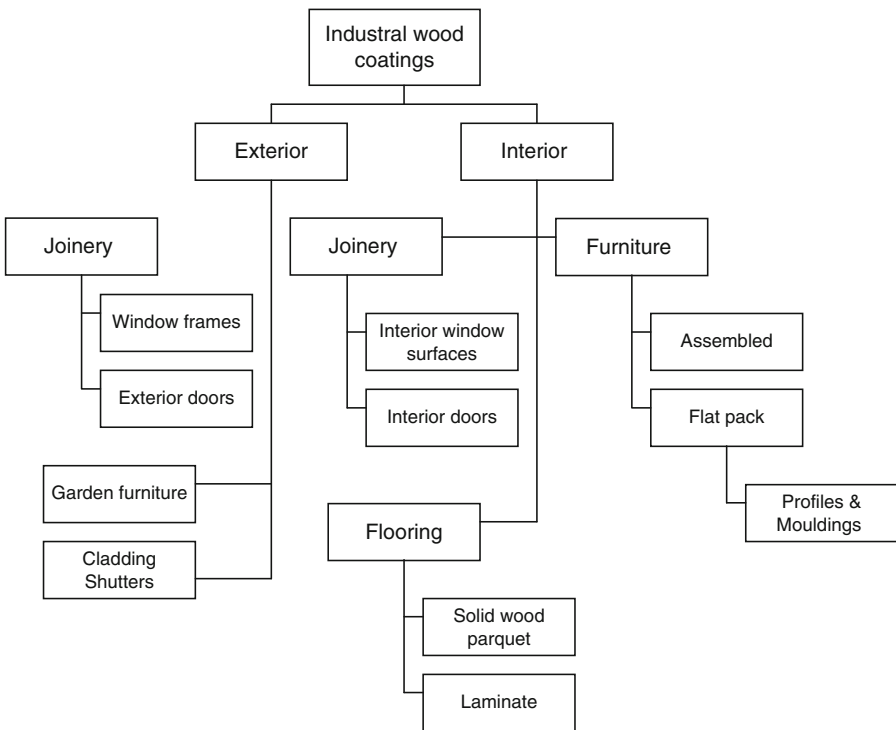 Industral wood
coatings
Exterior
Interior
Joinery
Joinery
Furniture
Window frames
Exterior doors
Interior window
surfaces
Interior doors
Assembled
Flat pack
Garden furniture
Cladding
Shutters
Profiles &
Mouldings
Flooring
Solid wood
parquet
Laminate